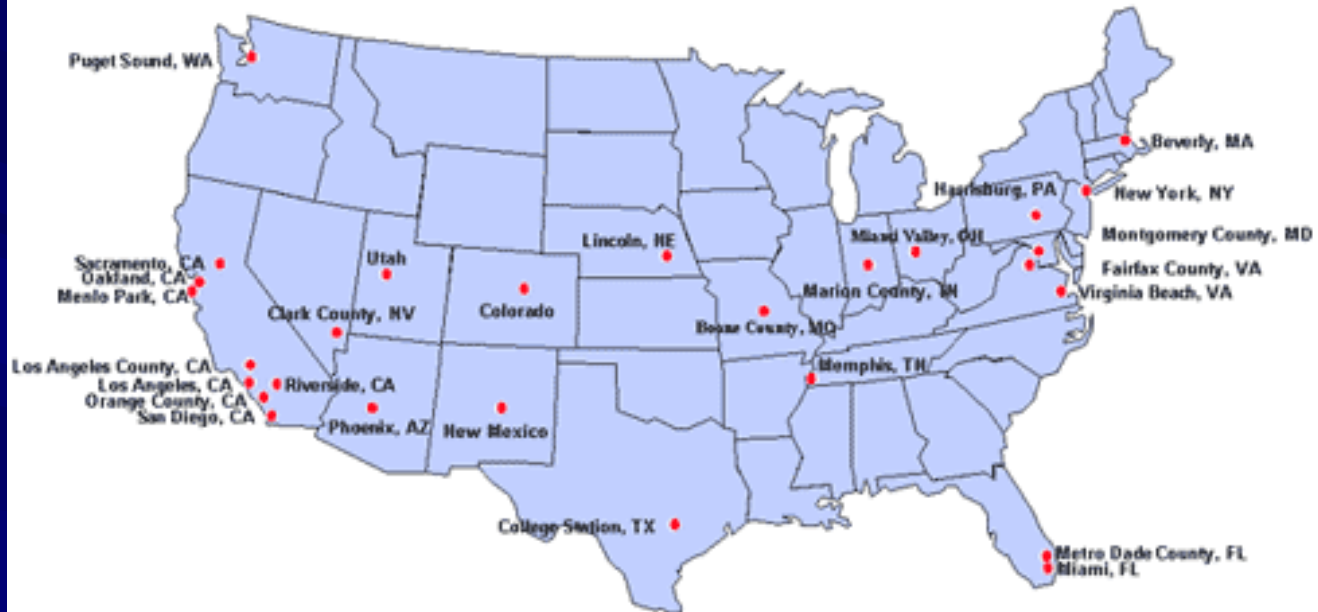 Puget Sound, WA
Beverly, MA
Harrisburg, PA
New York, NY
Montgomery County, MD
Miami Valley, OH
Lincoln, NE
Utah
Sacramento, CA
Fairfax County, VA
Oakland, CA
Menlo Park, CA
Marion County, IN
Virginia Beach, VA
Colorado
Clark County, NV
Boone County, MO
Los Angeles County, CA
Memphis, TN
Los Angeles, CA
Riverside, CA
Orange County, CA
San Diego, CA
Phoenix, AZ
New Mexico
College Station, TX
Metro Dade County, FL
Miami, FL